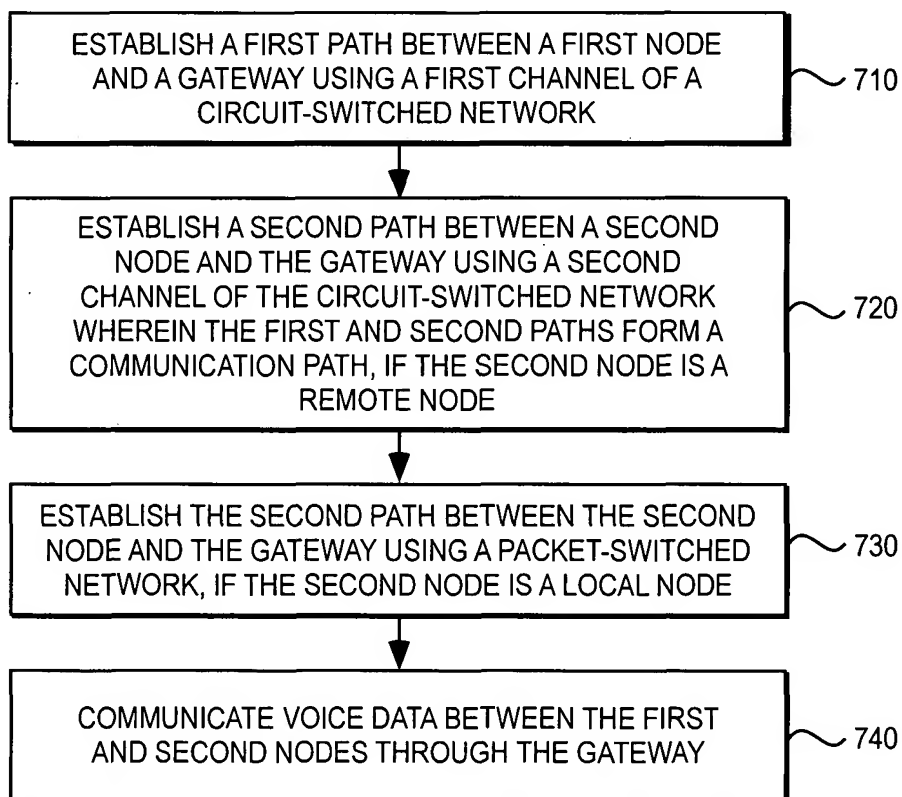 ESTABLISH A FIRST PATH BETWEEN A FIRST NODE
AND A GATEWAY USING A FIRST CHANNEL OF A
CIRCUIT-SWITCHED NETWORK
710
ESTABLISH A SECOND PATH BETWEEN A SECOND
NODE AND THE GATEWAY USING A SECOND
CHANNEL OF THE CIRCUIT-SWITCHED NETWORK
WHEREIN THE FIRST AND SECOND PATHS FORM A
COMMUNICATION PATH, IF THE SECOND NODE IS A
REMOTE NODE
720
ESTABLISH THE SECOND PATH BETWEEN THE SECOND
NODE AND THE GATEWAY USING A PACKET-SWITCHED
NETWORK, IF THE SECOND NODE IS A LOCAL NODE
730
COMMUNICATE VOICE DATA BETWEEN THE FIRST
AND SECOND NODES THROUGH THE GATEWAY
740